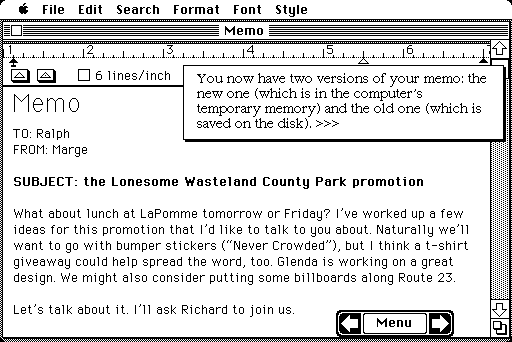 File Edit Search Format Font Style
Memo
1 2 3 4 5 6 7
6 lines/inch
You now have two versions of your memo: the
new one (which is in the computer's
temporary memory) and the old one (which is
saved on the disk). >>>
Memo
TO: Ralph
FROM: Marge
SUBJECT: the Lonesome Wasteland County Park promotion
What about lunch at LaPomme tomorrow or Friday? I've worked up a few
ideas for this promotion that I'd like to talk to you about. Naturally we'll
want to go with bumper stickers ("Never Crowded"), but I think a t-shirt
giveaway could help spread the word, too. Glenda is working on a great
design. We might also consider putting some billboards along Route 23.
Let's talk about it. I'll ask Richard to join us.
Menu